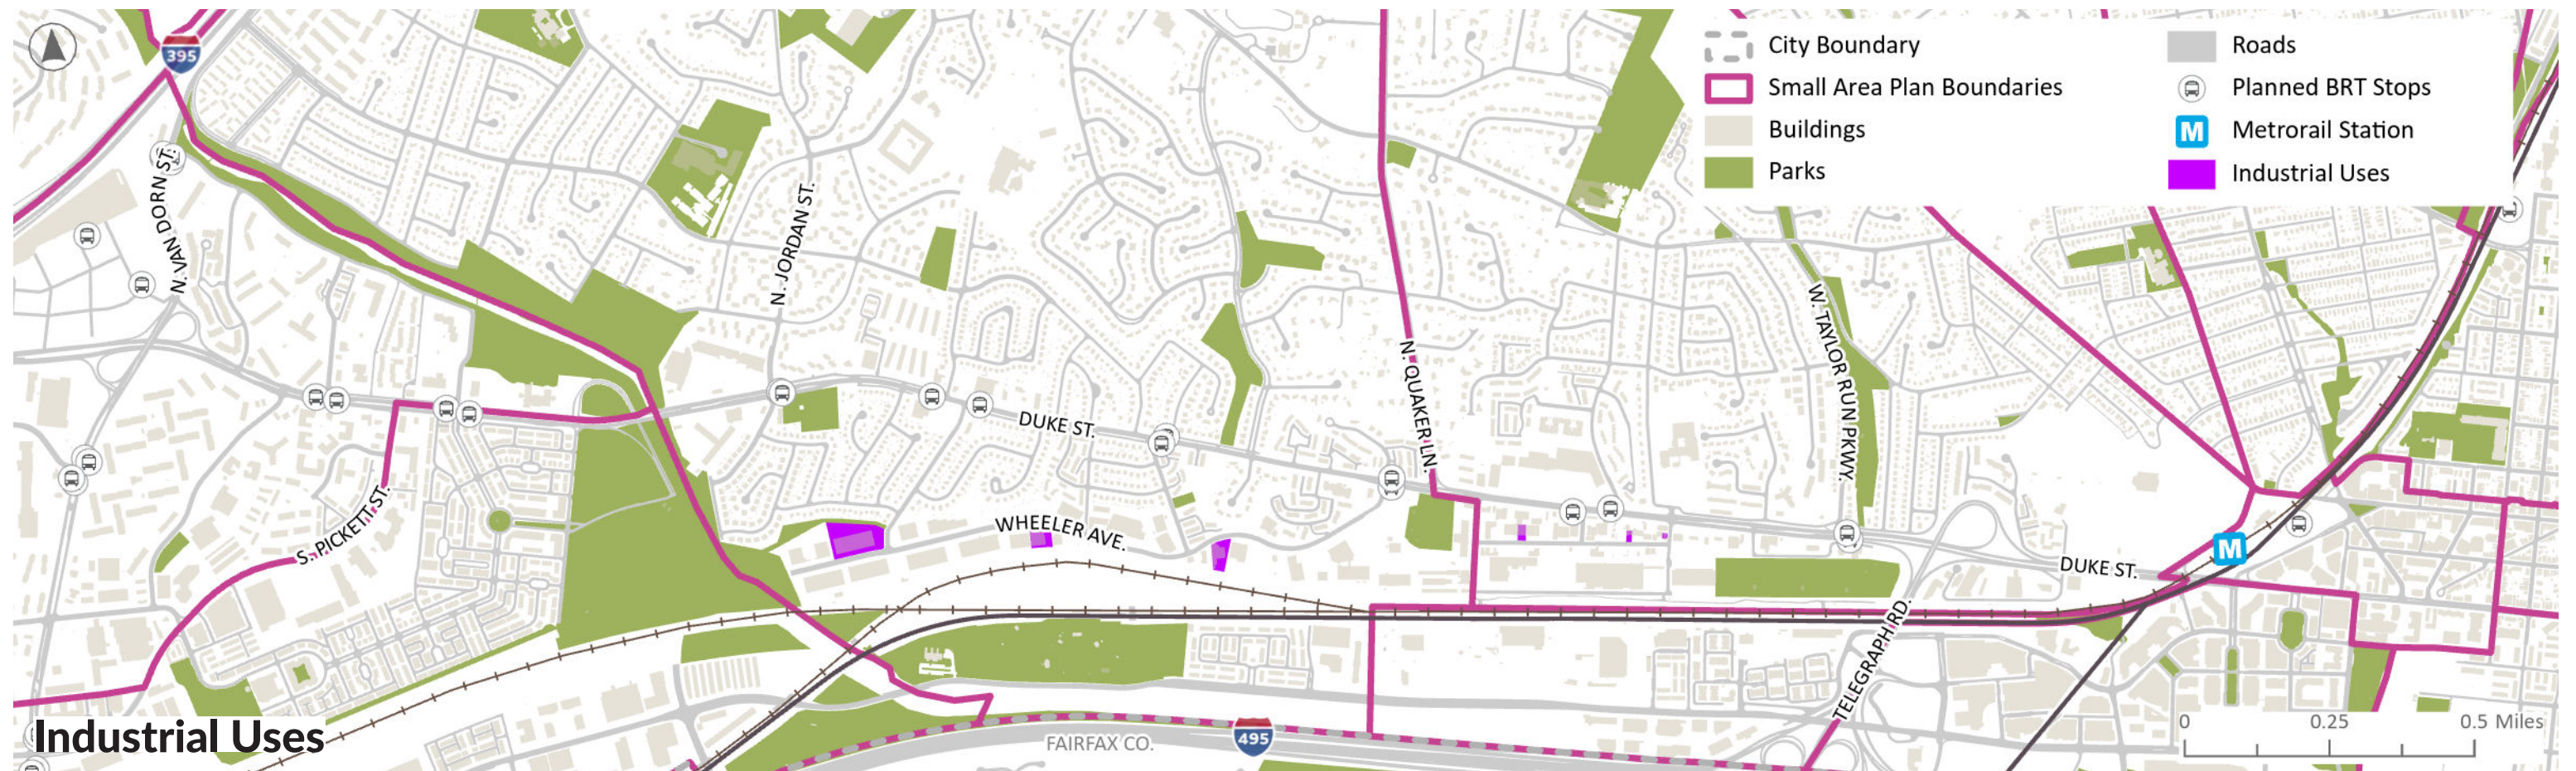 395
City Boundary
Small Area Plan Boundaries
Buildings
Parks
Roads
Planned BRT Stops
M
Metrorail Station
Industrial Uses
N. VAN DORN ST.
N. JORDAN ST.
N. QUAKER LN.
W. TAYLOR RUN PKWY.
DUKE ST.
WHEELER AVE.
S. PICKETT ST.
M
DUKE ST.
TELEGRAPH RD.
Industrial Uses
FAIRFAX CO.
495
0 0.25 0.5 Miles